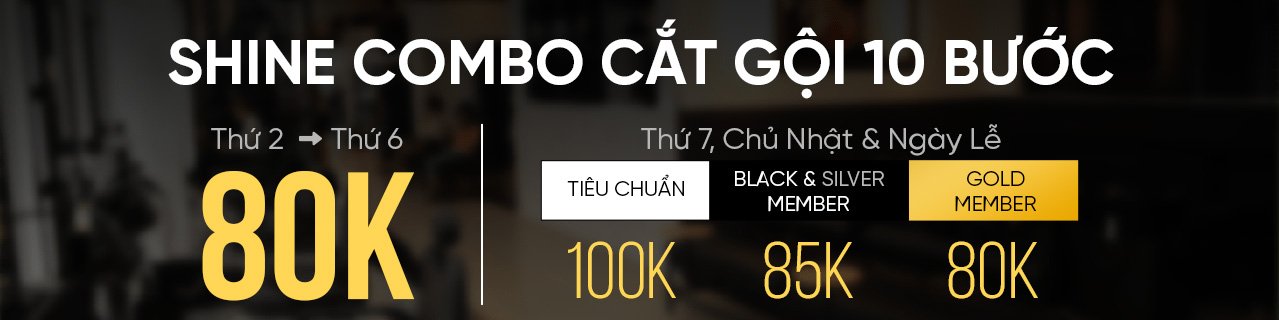 SHINE COMBO CẮT GỘI 10 BƯỚC
Thứ 2 → Thứ 6
80K
Thứ 7, Chủ Nhật & Ngày Lễ
TIÊU CHUẨN
BLACK & SILVER
MEMBER
GOLD
MEMBER
100K
85K
80K